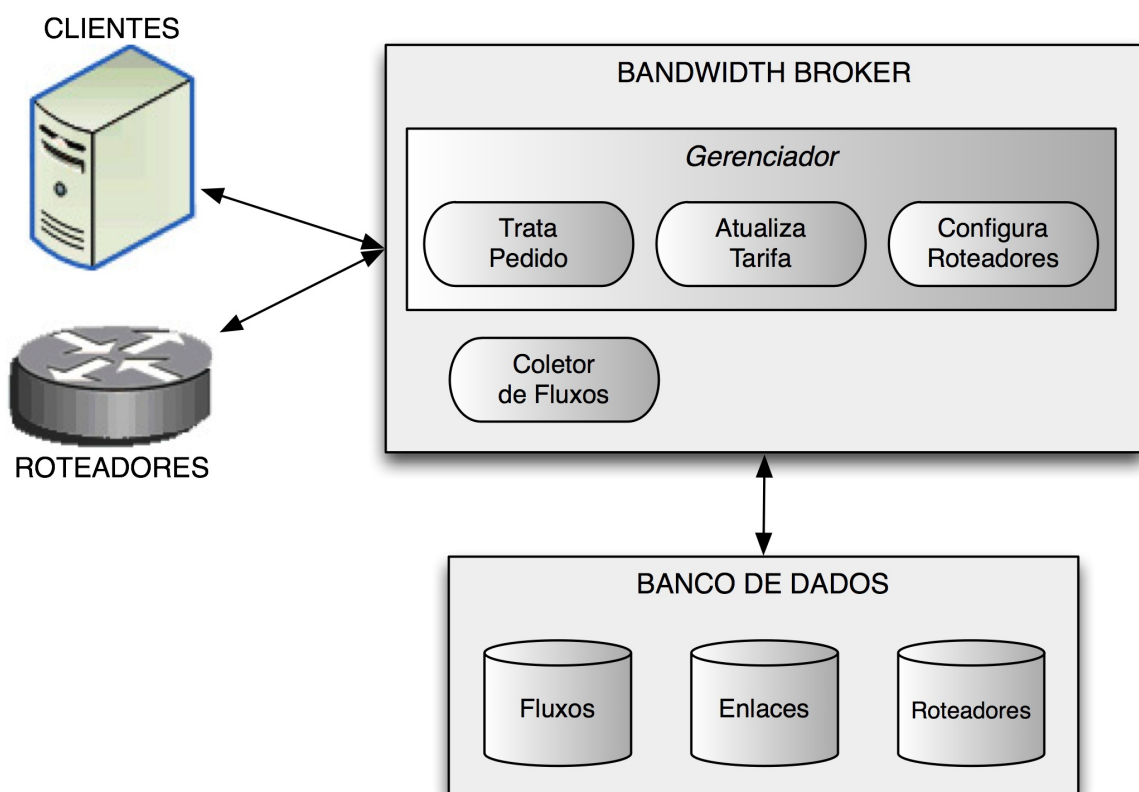 CLIENTES
BANDWIDTH BROKER
Gerenciador
Trata
Pedido
Atualiza
Tarifa
Configura
Roteadores
Coletor
de Fluxos
ROTEADORES
BANCO DE DADOS
Fluxos
Enlaces
Roteadores